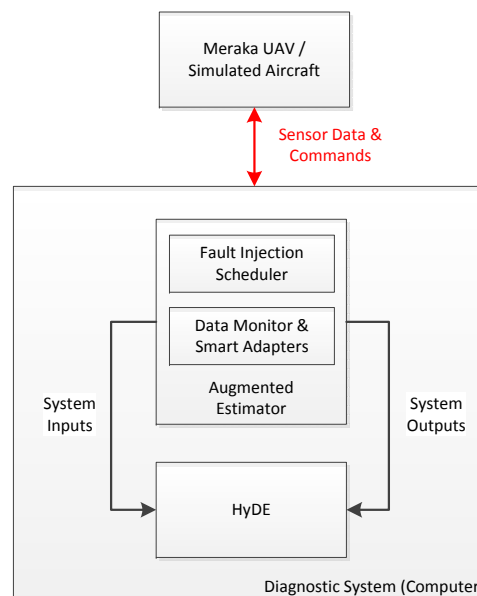 Meraka UAV /
Simulated Aircraft
Sensor Data &
Commands
Fault Injection
Scheduler
Data Monitor &
Smart Adapters
Augmented
Estimator
System
Inputs
System
Outputs
HyDE
Diagnostic System (Computer